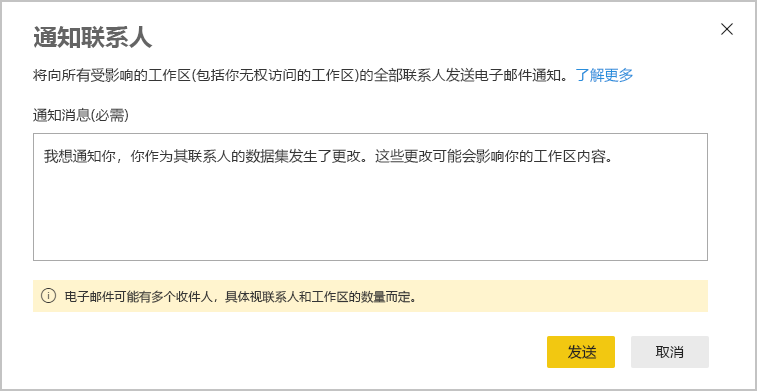 通知联系人
将向所有受影响的工作区(包括你无权访问的工作区)的全部联系人发送电子邮件通知。了解更多
通知消息(必需)
我想通知你，你作为其联系人的数据集发生了更改。这些更改可能会影响你的工作区内容。
电子邮件可能有多个收件人，具体视联系人和工作区的数量而定。
发送
取消